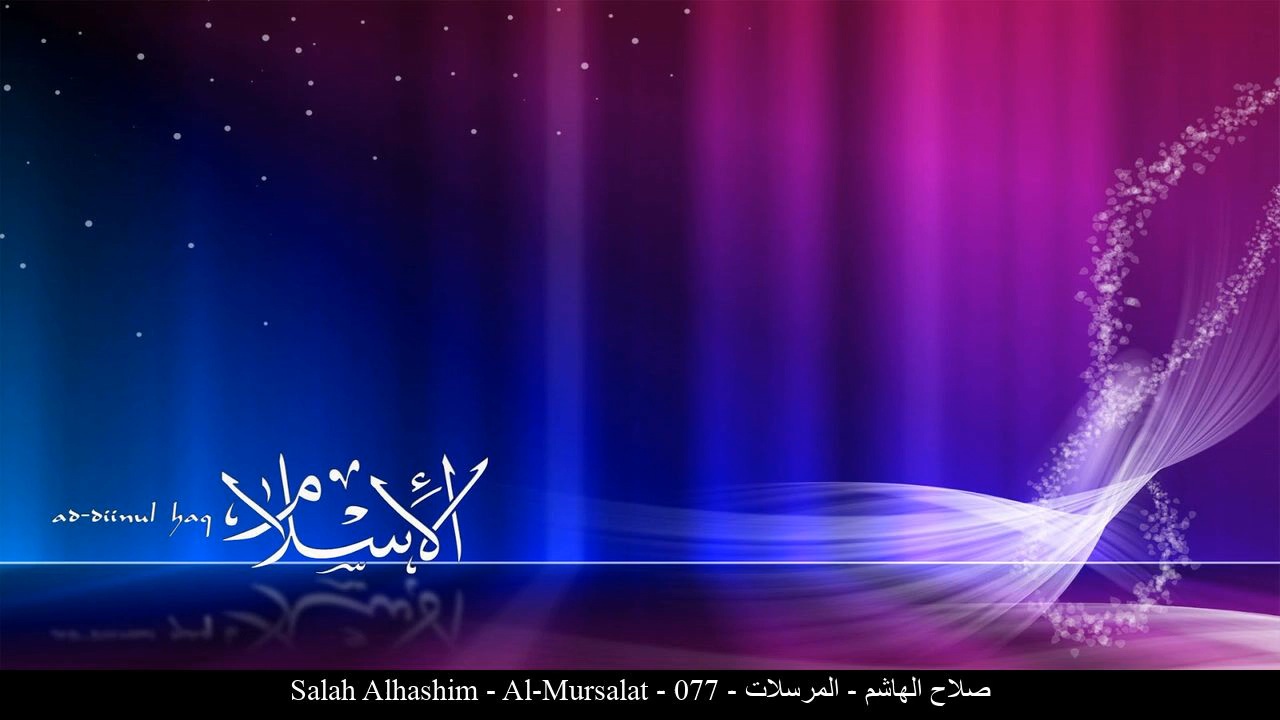 ad-diinul haq
الإسلام
Salah Alhashim - Al-Mursalat - 077 - صلاح الهاشم - المرسلات